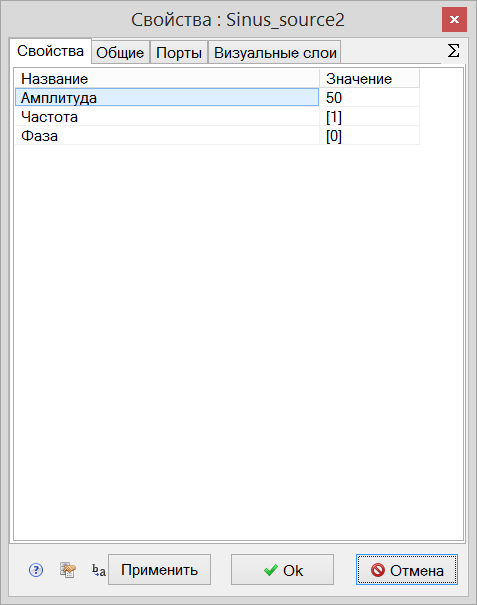 Свойства : Sinus_source2
Свойства Общие Порты Визуальные слои Σ
Название Значение
Амплитуда 50
Частота [1]
Фаза [0]
? b a Применить Ok Отмена